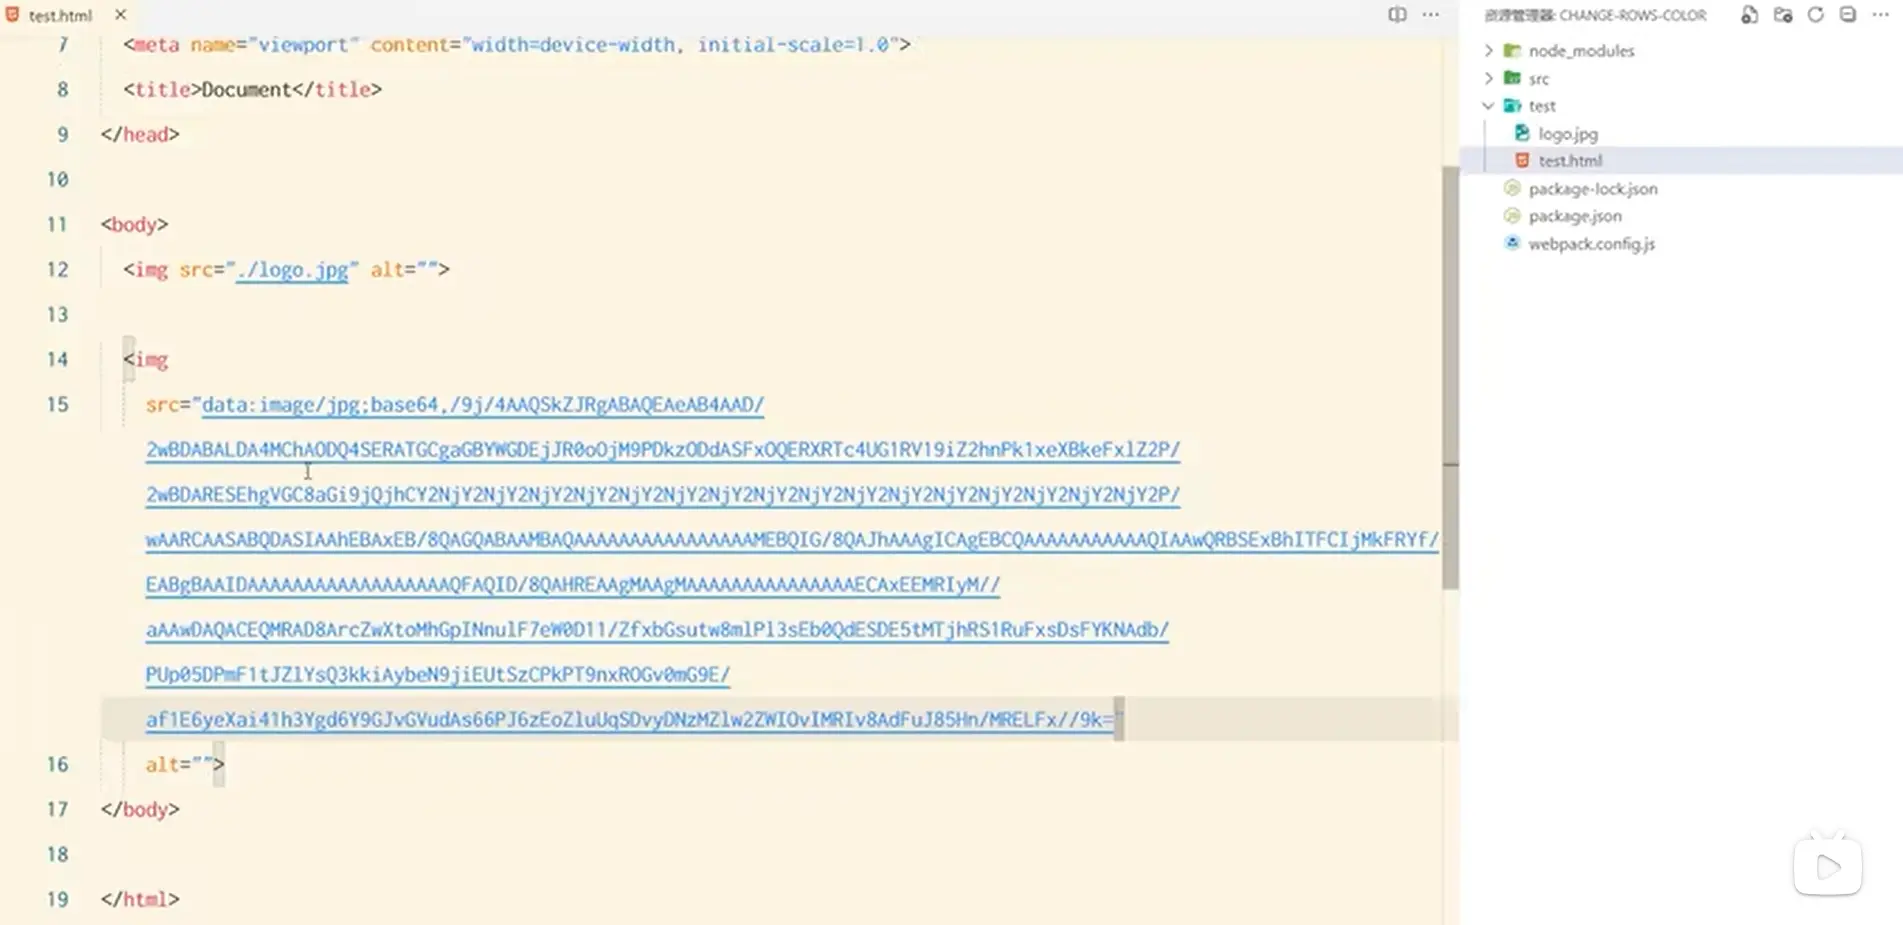 test.html
7 <meta name="viewport" content="width=device-width, initial-scale=1.0">
8 <title>Document</title>
9 </head>
10
11 <body>
12 <img src="./logo.jpg" alt="">
13
14 <img
15 src="data:image/jpg;base64,/9j/4AAQSkZJRgABAQEAeAB4AAD/
2wBDABALDA4MChAODQ4SERATGCgaGBYWGDEjJR0oOjM9PDkzODdASFxOQERXRTc4UG1RV19iZ2hnPk1xeXBkeFxlZ2P/
2wBDARESEhgVGC8aGi9jQjhCY2NjY2NjY2NjY2NjY2NjY2NjY2NjY2NjY2NjY2NjY2NjY2NjY2NjY2NjY2NjY2NjY2P/
wAARCAASABQDASIAAhEBAxEB/8QAGQABAAMBAQAAAAAAAAAAAAAAAAMEBQIG/8QAJhAAAgICAgEBCQAAAAAAAAAAAQIAAwQRBSExBhITFCIjMkFRYf/
EABgBAAIDAAAAAAAAAAAAAAAAAAQFAQID/8QAHREAAgMAAgMAAAAAAAAAAAAAAAECAxEEMRIyM//
aAAwDAQACEQMRAD8ArcZwXtoMhGpINnulF7eW0D11/ZfxbGsutw8mlPl3sEb0QdESDE5tMTjhRS1RuFxsDsFYKNAdb/
PUp05DPmF1tJZlYsQ3kkiAybeN9jiEUtSzCPkPT9nxROGv0mG9E/
af1E6yeXai41h3Ygd6Y9GJvGVudAs66PJ6zEoZluUqSDvyDNzMZlw2ZWIOvIMRIv8AdFuJ85Hn/MRELFx//9k="
16 alt="">
17 </body>
18
19 </html>
资源管理器: CHANGE-ROWS-COLOR
node_modules
src
test
logo.jpg
test.html
package-lock.json
package.json
webpack.config.js